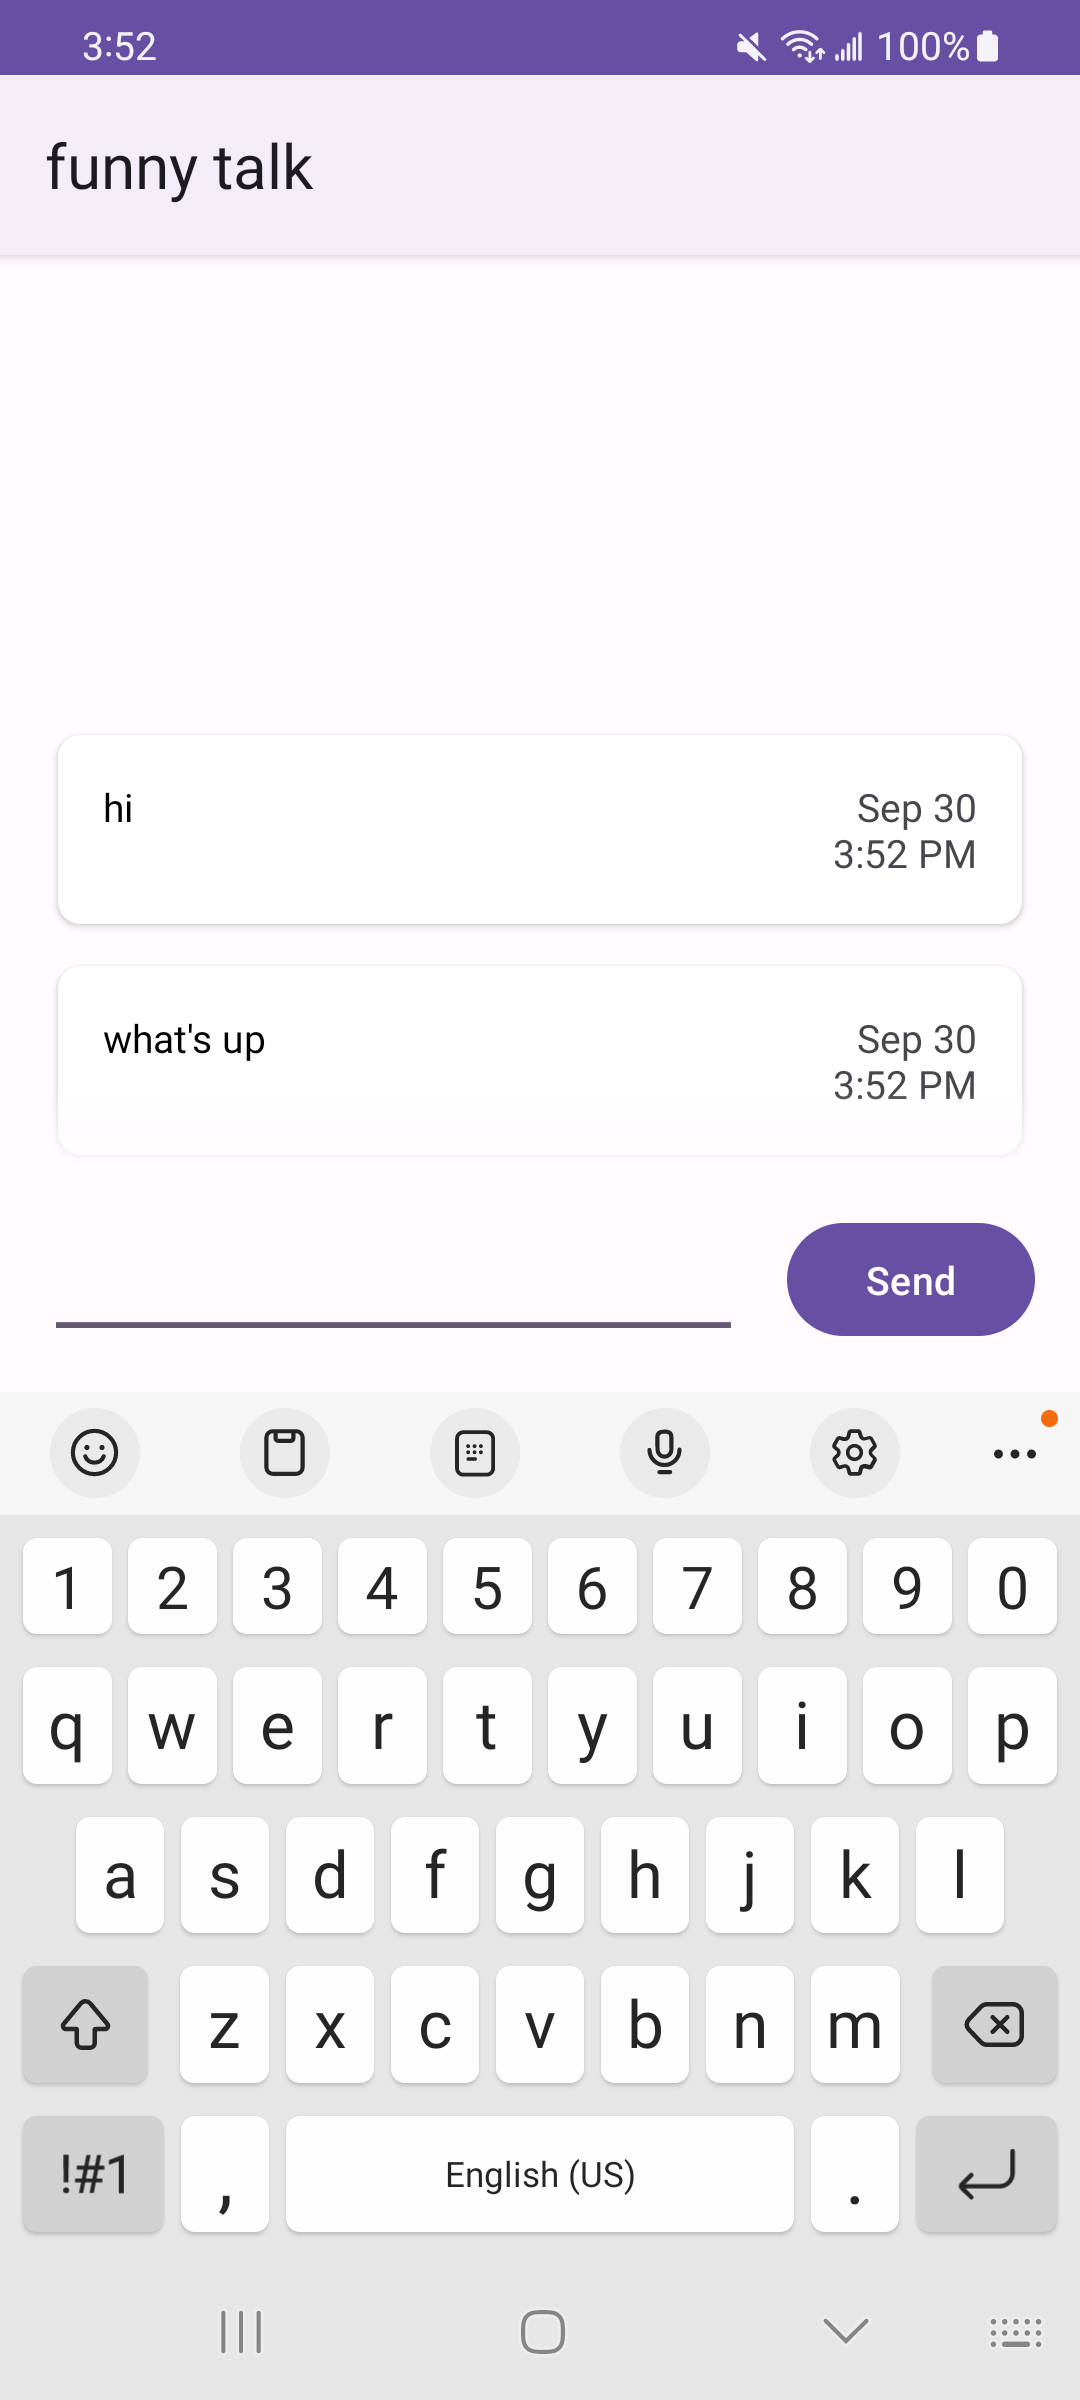 3:52 100%
funny talk
hi Sep 30
3:52 PM
what's up Sep 30
3:52 PM
Send
1 2 3 4 5 6 7 8 9 0
q w e r t y u i o p
a s d f g h j k l
z x c v b n m
!#1 , English (US) .